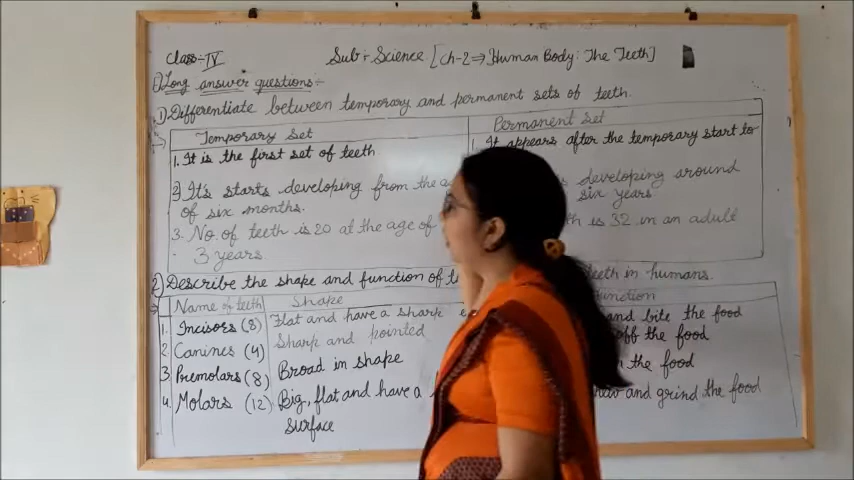 Class:- IV
Sub:- Science [ch-2⇒Human Body: The Teeth]
① Long answer questions:-
1) Differentiate between temporary and permanent sets of teeth.
Temporary Set
Permanent Set
1. It is the first set of teeth
1. It appears after the temporary start to
2) It's starts developing from the
of six months.
developing around
six years
3. No. of teeth is 20 at the age of
3 years.
is 32 in an adult
2) Describe the shape and function of
teeth in humans.
Name of teeth
Shape
function
1. Incisors (8)
Flat and have a sharp
and bite the food
2. Canines (4)
Sharp and pointed
off the food
3. Premolars (8)
Broad in shape
the food
4. Molars (12)
Big, flat and have a
surface
and grind the food